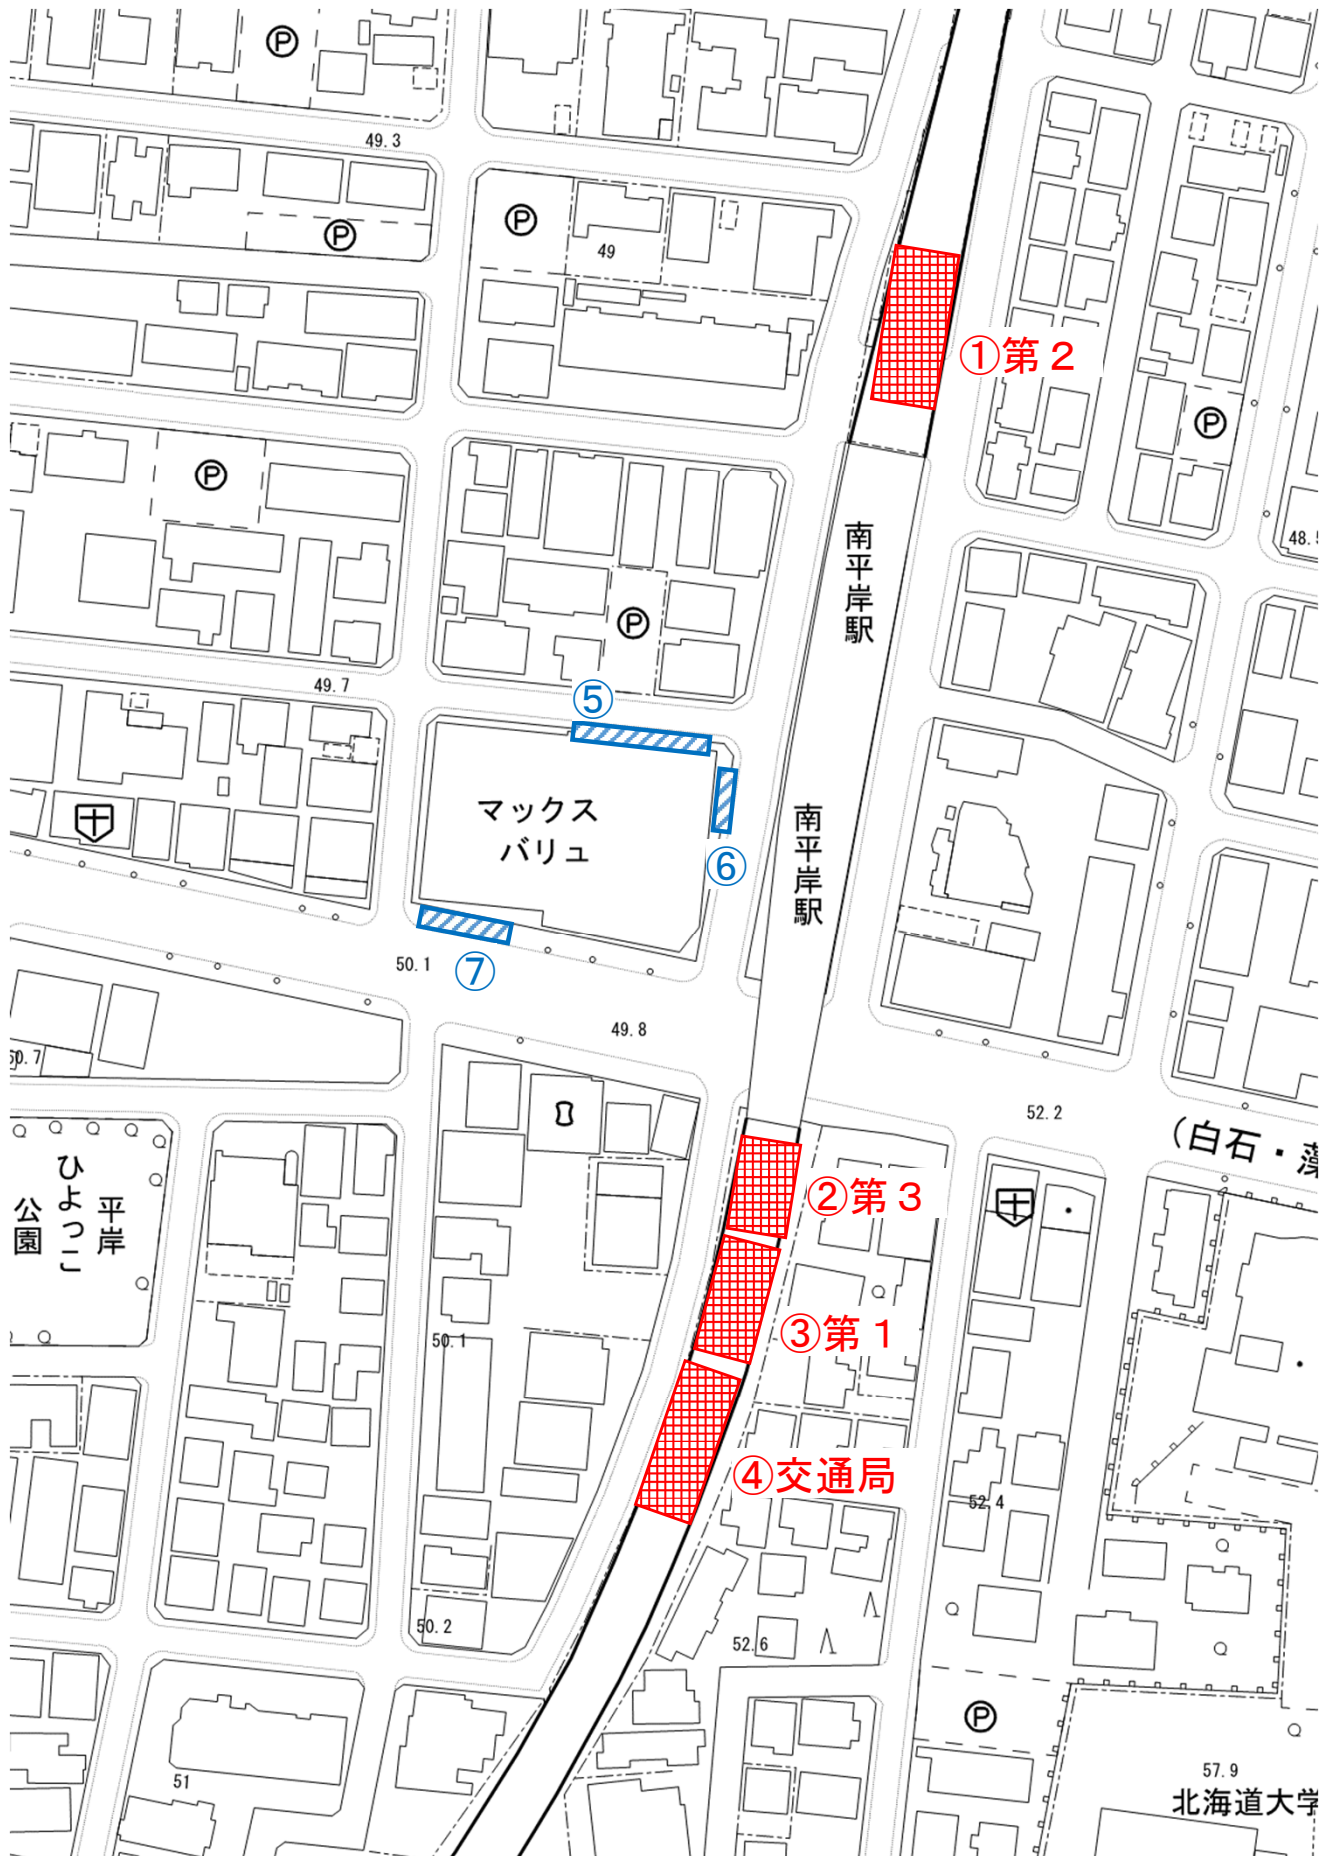 Ⓟ
49.3
Ⓟ
Ⓟ
49
①第２
Ⓟ
Ⓟ
南平岸駅
48.5
Ⓟ
49.7
⑤
マックス
バリュ
南平岸駅
⑥
50.1
⑦
49.8
50.7
52.2
(白石・藻
平岸
ひよっこ
公園
②第３
③第１
50.1
④交通局
52.4
50.2
52.6
Ⓟ
51
57.9
北海道大学